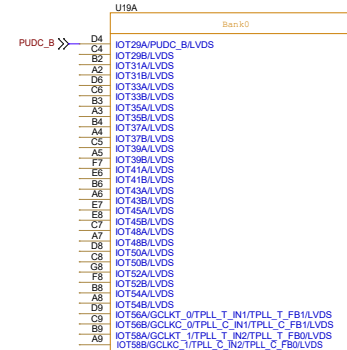 U19A
Bank0
PUDC_B D4 IOT29A/PUDC_B/LVDS
C4 IOT29B/LVDS
B2 IOT31A/LVDS
A2 IOT31B/LVDS
D6 IOT33A/LVDS
C6 IOT33B/LVDS
B3 IOT35A/LVDS
A3 IOT35B/LVDS
B4 IOT37A/LVDS
A4 IOT37B/LVDS
C5 IOT39A/LVDS
A5 IOT39B/LVDS
F7 IOT41A/LVDS
E6 IOT41B/LVDS
B6 IOT43A/LVDS
A6 IOT43B/LVDS
E7 IOT45A/LVDS
E8 IOT45B/LVDS
C7 IOT48A/LVDS
A7 IOT48B/LVDS
D8 IOT50A/LVDS
C8 IOT50B/LVDS
G8 IOT52A/LVDS
F8 IOT52B/LVDS
B8 IOT54A/LVDS
A8 IOT54B/LVDS
D9 IOT56A/GCLKT_0/TPLL_T_IN1/TPLL_T_FB1/LVDS
C9 IOT56B/GCLKC_0/TPLL_C_IN1/TPLL_C_FB1/LVDS
B9 IOT58A/GCLKT_1/TPLL_T_IN2/TPLL_T_FB0/LVDS
A9 IOT58B/GCLKC_1/TPLL_C_IN2/TPLL_C_FB0/LVDS